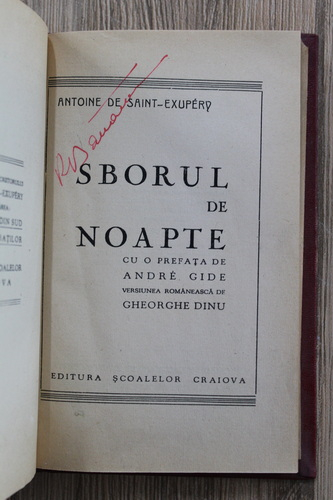 ANTOINE DE SAINT-EXUPÉRY
SBORUL
DE
NOAPTE
CU O PREFAȚA DE
ANDRÉ GIDE
VERSIUNEA ROMÂNEASCĂ DE
GHEORGHE DINU
EDITURA ȘCOALELOR CRAIOVA